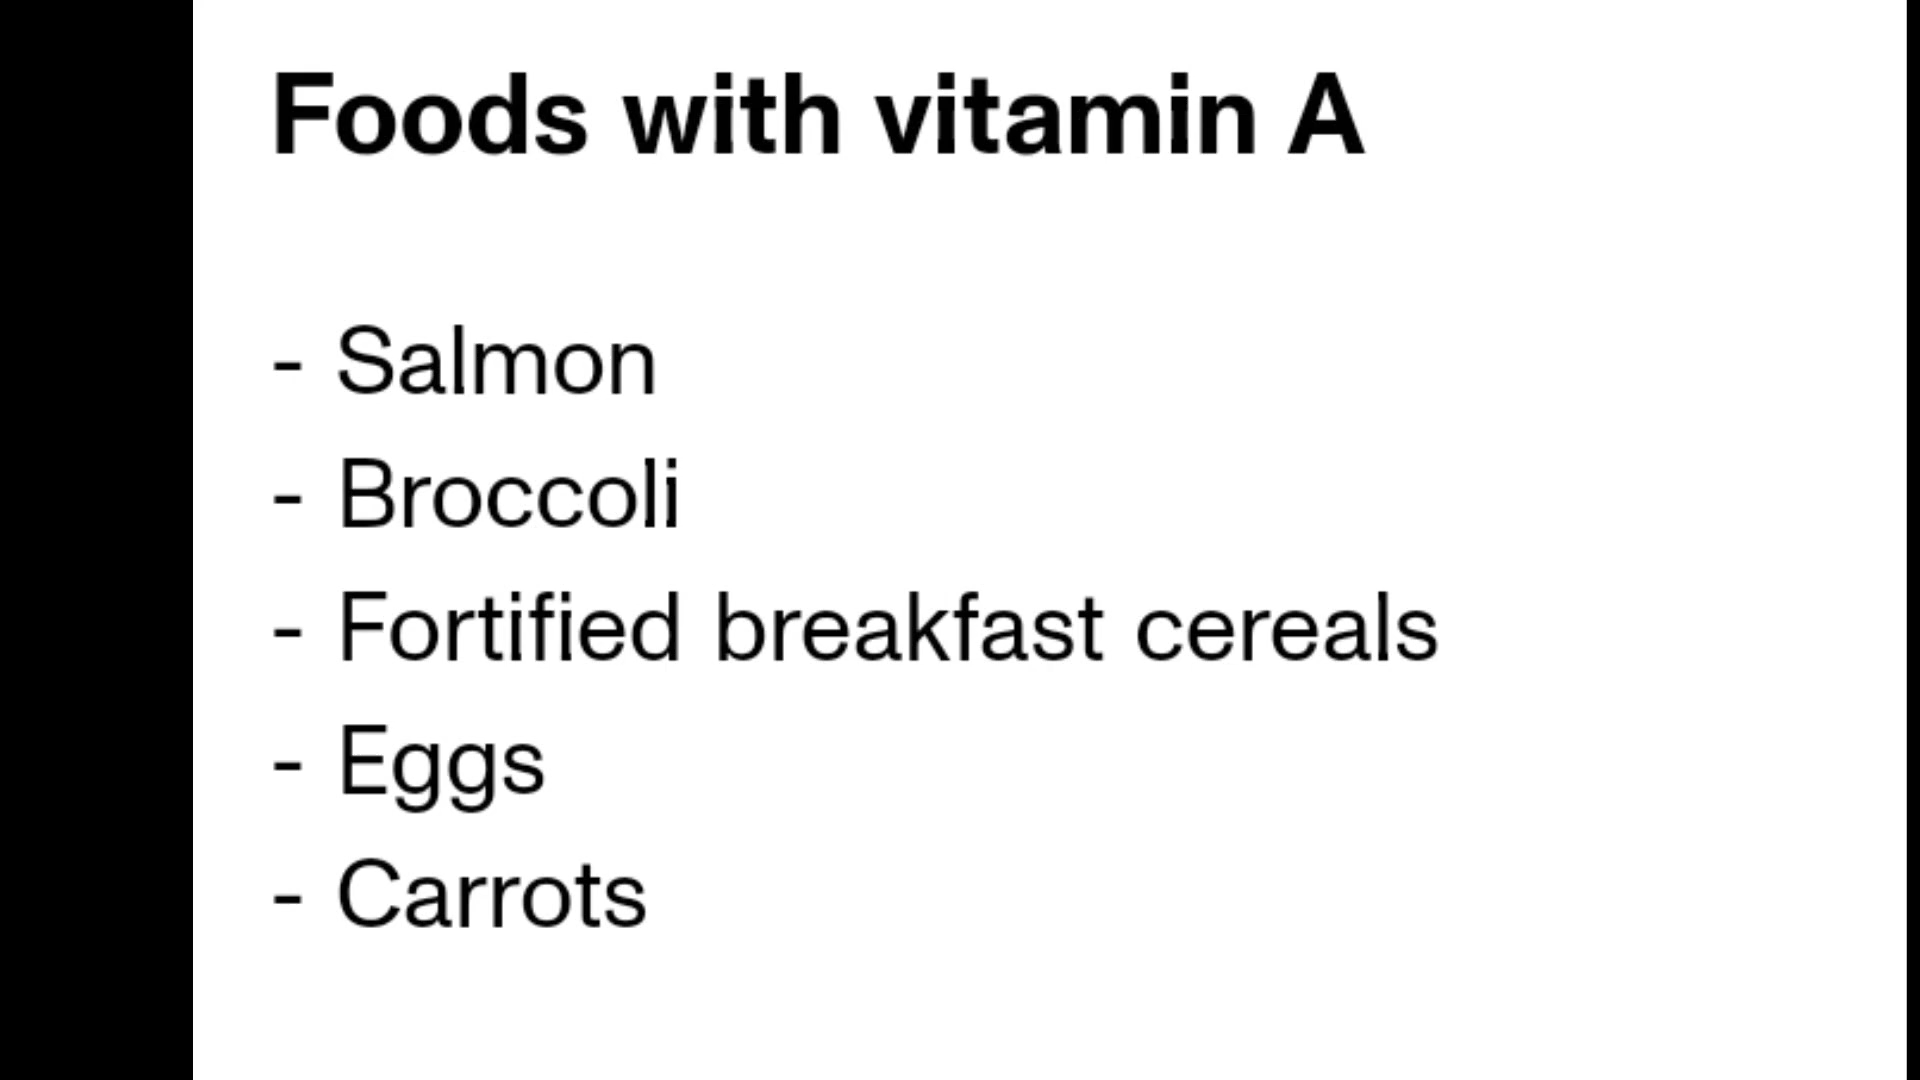 Foods with vitamin A
- Salmon
- Broccoli
- Fortified breakfast cereals
- Eggs
- Carrots